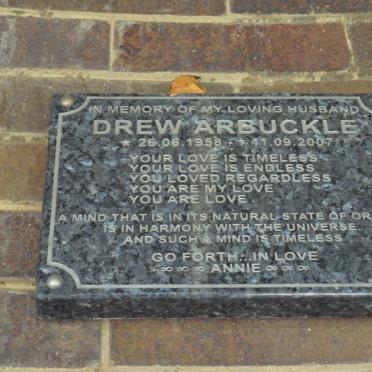 IN MEMORY OF MY LOVING HUSBAND
DREW ARBUCKLE
★ 26.06.1958 - + 11.09.2007
YOUR LOVE IS TIMELESS
YOUR LOVE IS ENDLESS
YOU LOVED REGARDLESS
YOU ARE MY LOVE
YOU ARE LOVE
A MIND THAT IS IN ITS NATURAL STATE OF OR
IS IN HARMONY WITH THE UNIVERSE
AND SUCH A MIND IS TIMELESS
GO FORTH...IN LOVE
∞ ∞ ∞ ANNIE ∞ ∞ ∞